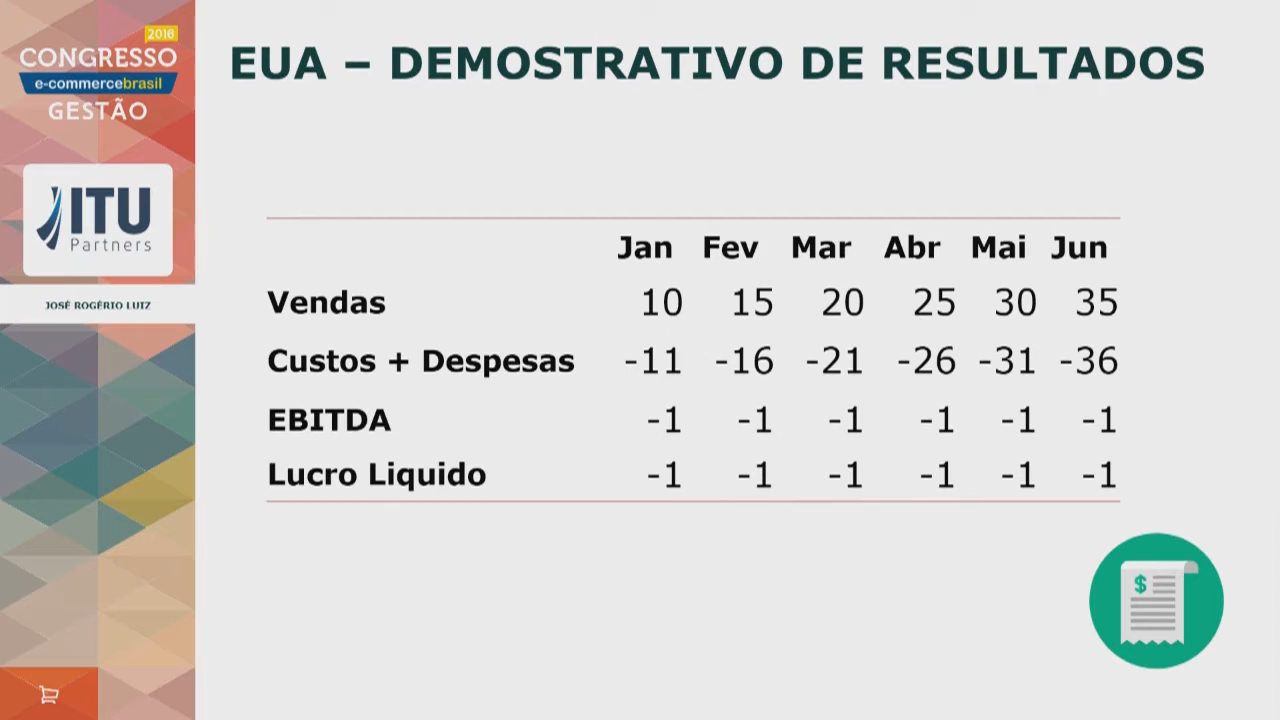 2016
CONGRESSO
e-commercebrasil
GESTÃO
ITU
Partners
JOSÉ ROGÉRIO LUIZ
EUA – DEMOSTRATIVO DE RESULTADOS
Jan Fev Mar Abr Mai Jun
Vendas 10 15 20 25 30 35
Custos + Despesas -11 -16 -21 -26 -31 -36
EBITDA -1 -1 -1 -1 -1 -1
Lucro Liquido -1 -1 -1 -1 -1 -1
$